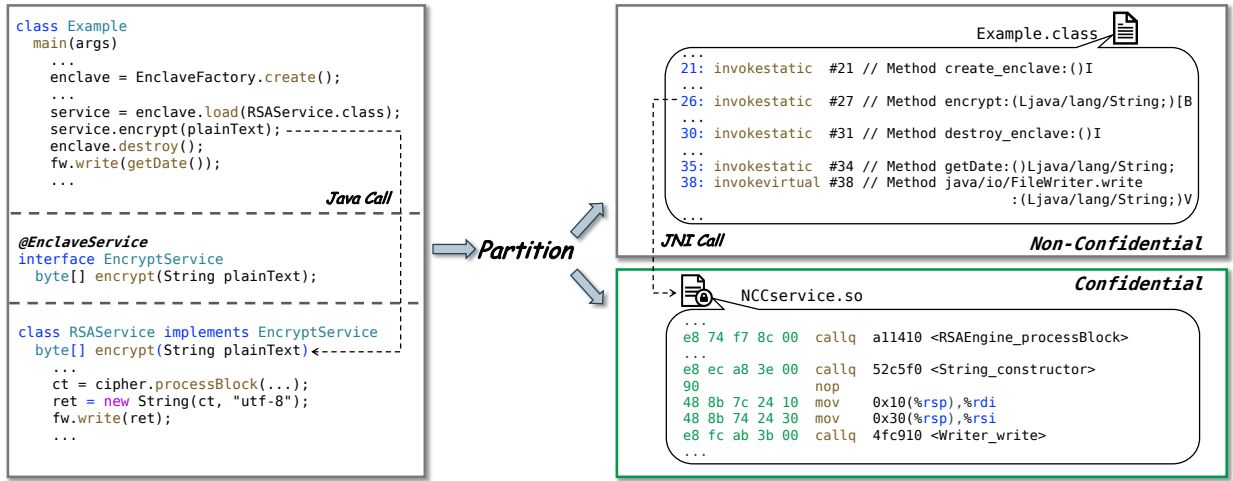 class Example
main(args)
...
enclave = EnclaveFactory.create();
...
service = enclave.load(RSAService.class);
service.encrypt(plainText);
enclave.destroy();
fw.write(getDate());
...
Java Call
@EnclaveService
interface EncryptService
byte[] encrypt(String plainText);
class RSAService implements EncryptService
byte[] encrypt(String plainText)
...
ct = cipher.processBlock(...);
ret = new String(ct, "utf-8");
fw.write(ret);
...
Partition
Example.class
...
21: invokestatic #21 // Method create_enclave:()I
...
26: invokestatic #27 // Method encrypt:(Ljava/lang/String;)[B
...
30: invokestatic #31 // Method destroy_enclave:()I
...
35: invokestatic #34 // Method getDate:()Ljava/lang/String;
38: invokevirtual #38 // Method java/io/FileWriter.write
:(Ljava/lang/String;)V
...
JNI Call
Non-Confidential
Confidential
NCCservice.so
...
e8 74 f7 8c 00 callq a11410 <RSAEngine_processBlock>
...
e8 ec a8 3e 00 callq 52c5f0 <String_constructor>
90 nop
48 8b 7c 24 10 mov 0x10(%rsp),%rdi
48 8b 74 24 30 mov 0x30(%rsp),%rsi
e8 fc ab 3b 00 callq 4fc910 <Writer_write>
...